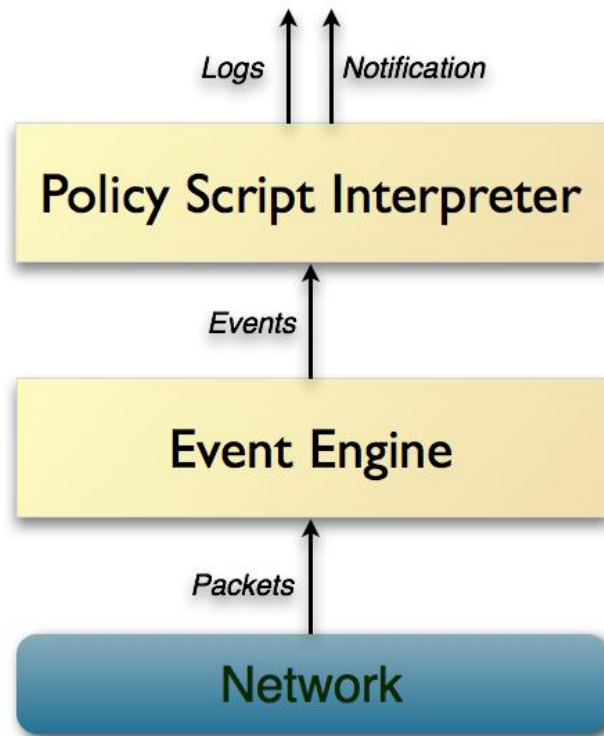 Logs
Notification
Policy Script Interpreter
Events
Event Engine
Packets
Network